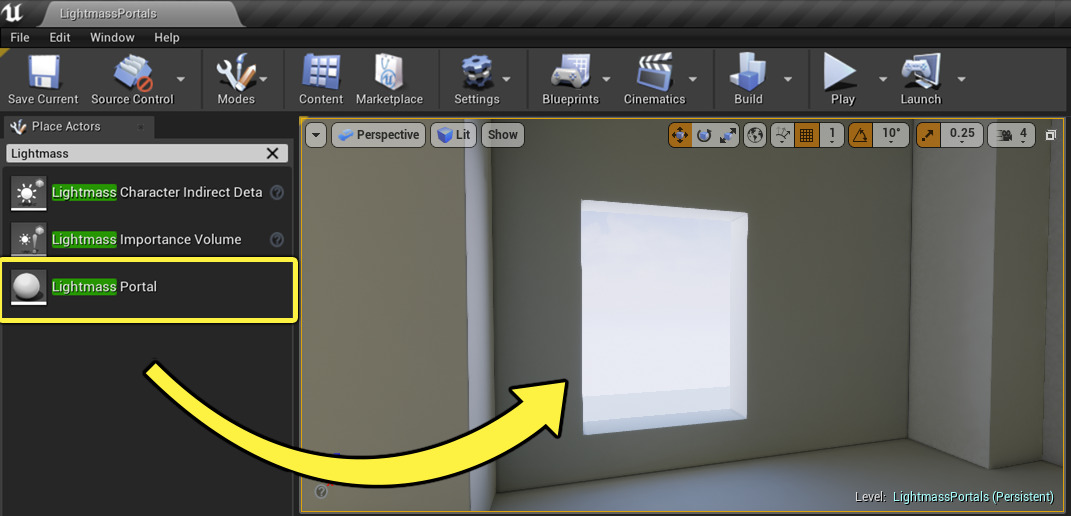 LightmassPortals
File Edit Window Help
Save Current Source Control Modes Content Marketplace Settings Blueprints Cinematics Build Play Launch
Place Actors
Perspective Lit Show 1 10° 0.25 4
Lightmass
Lightmass Character Indirect Deta
Lightmass Importance Volume
Lightmass Portal
Level: LightmassPortals (Persistent)